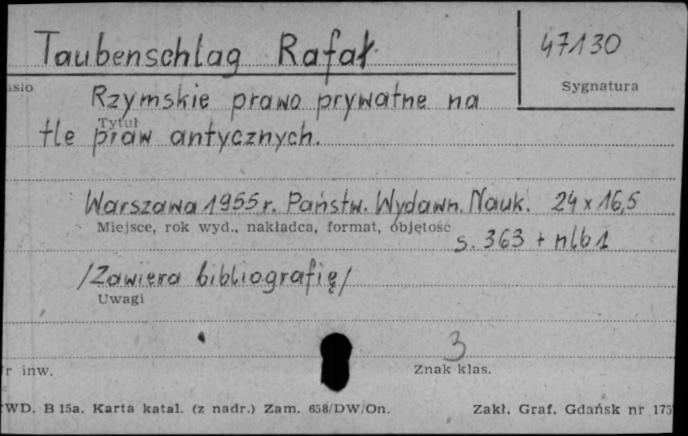 Taubenschlag Rafał
47130
asło
Sygnatura
Rzymskie prawo prywatne na
Tytuł
tle praw antycznych.
Warszawa 1955 r. Państw. Wydawn. Nauk. 24 x 16,5
Miejsce, rok wyd., nakładca, format, objętość
s. 363 + nlb 1
/Zawiera bibliografię/
Uwagi
3
r inw.
Znak klas.
WD. B 15a. Karta katal. (z nadr.) Zam. 658/DW/On.
Zakł. Graf. Gdańsk nr 175